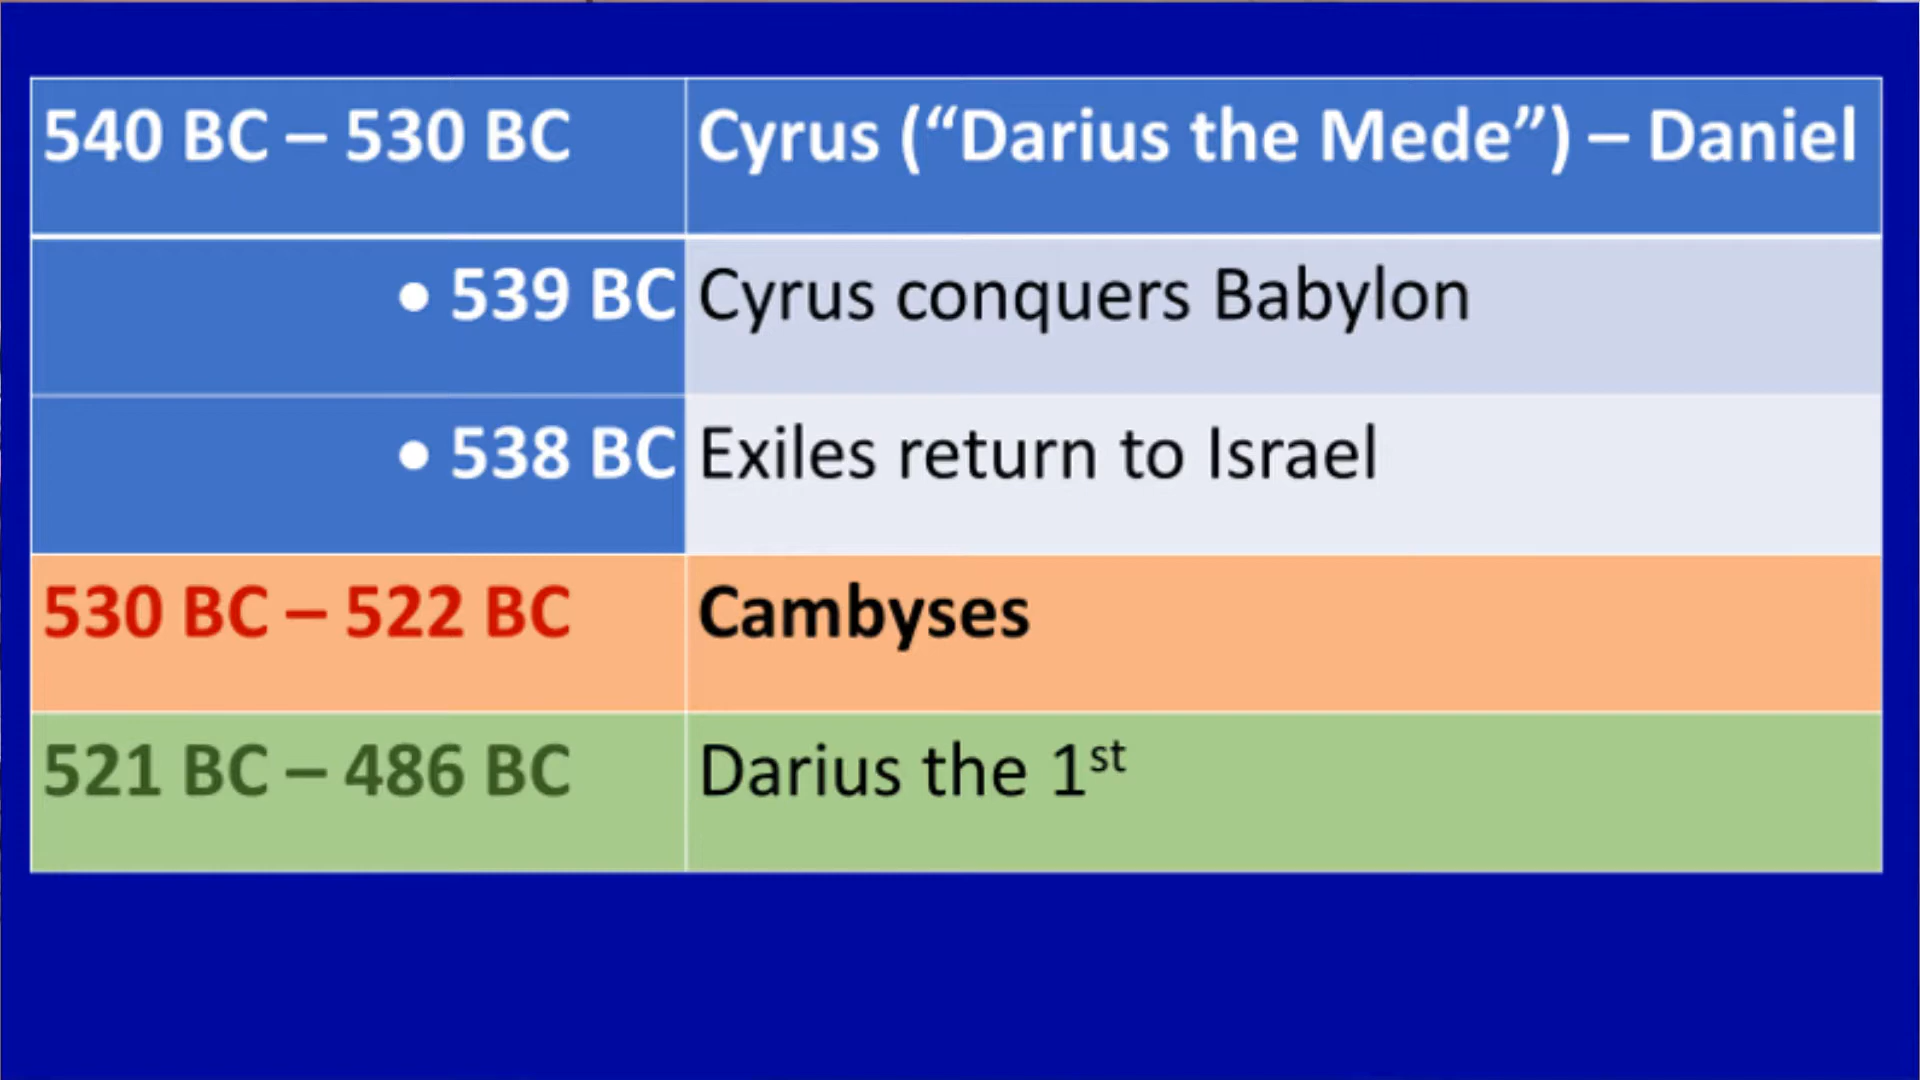 540 BC – 530 BC Cyrus (“Darius the Mede”) – Daniel
• 539 BC Cyrus conquers Babylon
• 538 BC Exiles return to Israel
530 BC – 522 BC Cambyses
521 BC – 486 BC Darius the 1st